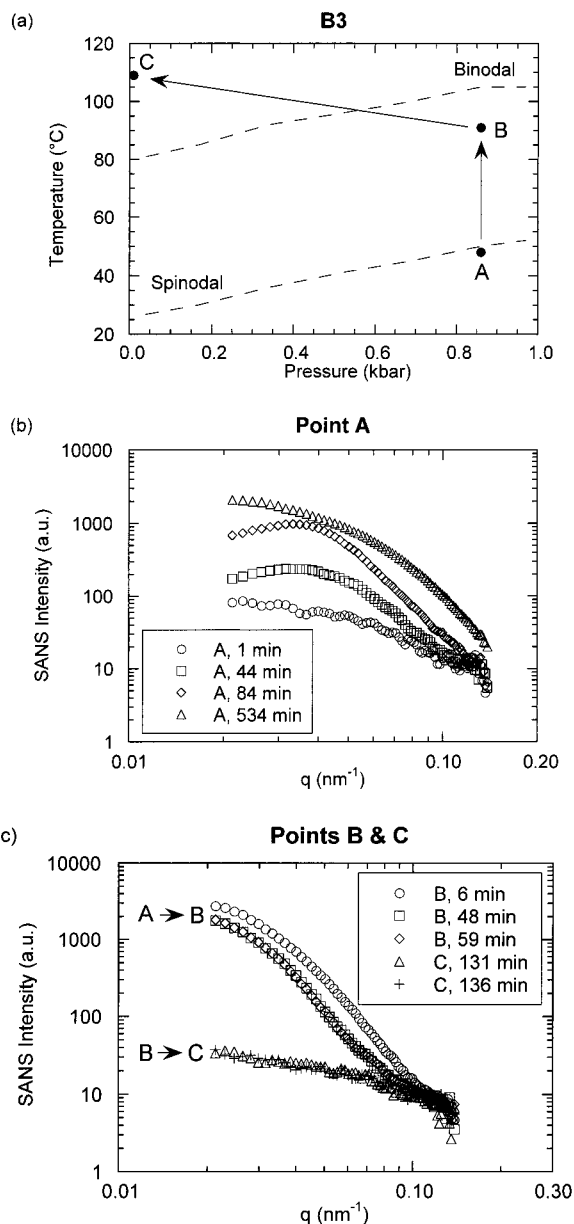 (a)
B3
120
100
80
60
40
20
Temperature (°C)
C
Binodal
B
Spinodal
A
0.0 0.2 0.4 0.6 0.8 1.0
Pressure (kbar)
(b)
Point A
10000
1000
100
10
1
SANS Intensity (a.u.)
A, 1 min
A, 44 min
A, 84 min
A, 534 min
0.01 0.10 0.20
q (nm⁻¹)
c)
Points B & C
10000
1000
100
10
1
SANS Intensity (a.u.)
A B
B C
B, 6 min
B, 48 min
B, 59 min
C, 131 min
C, 136 min
0.01 0.10 0.30
q (nm⁻¹)